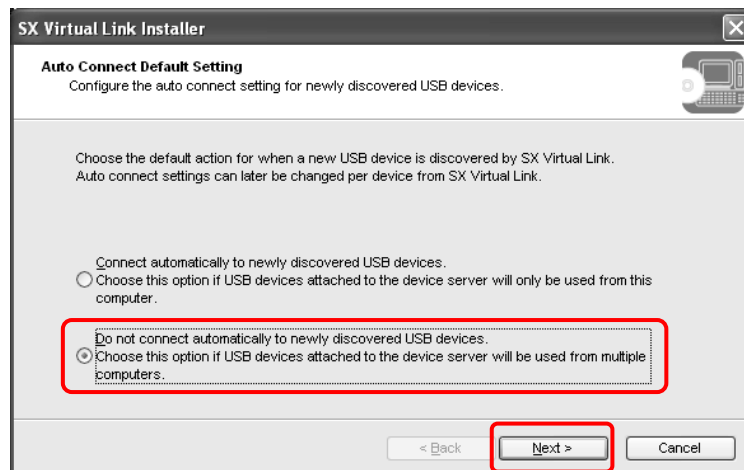 SX Virtual Link Installer
Auto Connect Default Setting
Configure the auto connect setting for newly discovered USB devices.
Choose the default action for when a new USB device is discovered by SX Virtual Link.
Auto connect settings can later be changed per device from SX Virtual Link.
Connect automatically to newly discovered USB devices.
Choose this option if USB devices attached to the device server will only be used from this
computer.
Do not connect automatically to newly discovered USB devices.
Choose this option if USB devices attached to the device server will be used from multiple
computers.
< Back Next > Cancel